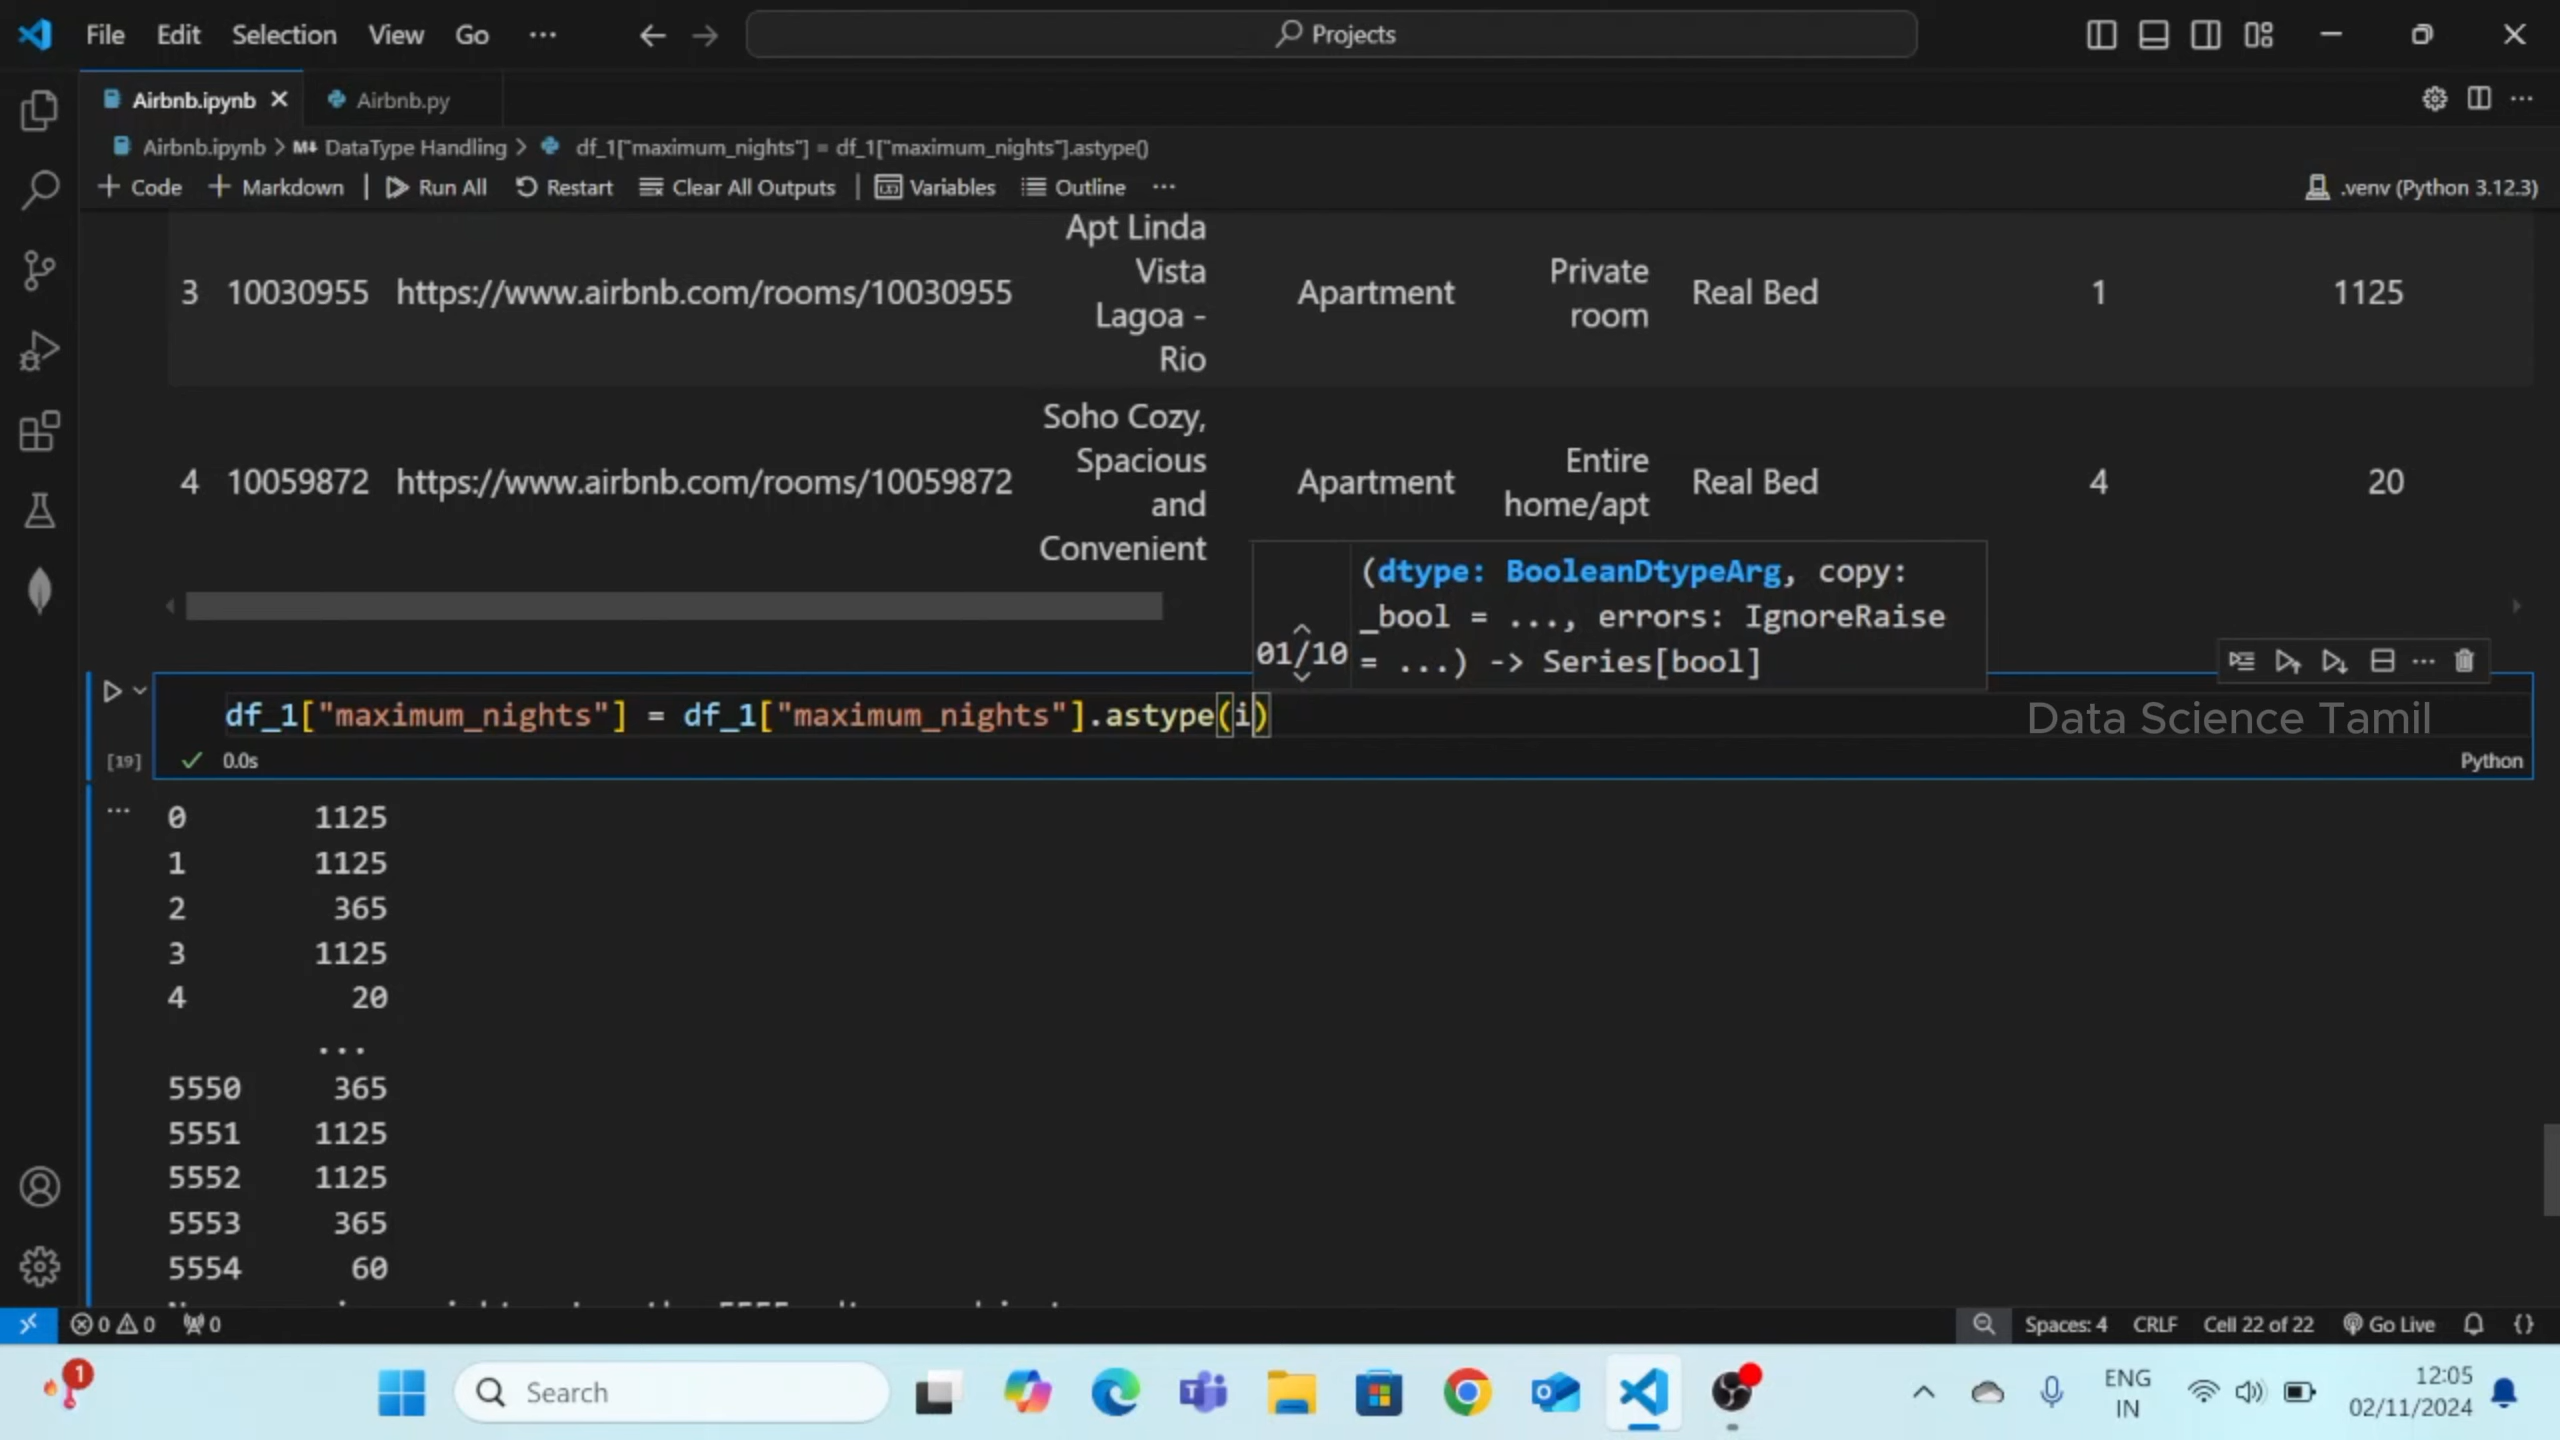 File Edit Selection View Go ··· Projects
Airbnb.ipynb Airbnb.py
Airbnb.ipynb > M↓ DataType Handling > df_1["maximum_nights"] = df_1["maximum_nights"].astype()
+ Code + Markdown | Run All Restart Clear All Outputs | Variables Outline ··· .venv (Python 3.12.3)
3 10030955 https://www.airbnb.com/rooms/10030955 Apt Linda Vista Lagoa - Rio Apartment Private room Real Bed 1 1125
4 10059872 https://www.airbnb.com/rooms/10059872 Soho Cozy, Spacious and Convenient Apartment Entire home/apt Real Bed 4 20
(dtype: BooleanDtypeArg, copy:
_bool = ..., errors: IgnoreRaise
01/10 = ...) -> Series[bool]
df_1["maximum_nights"] = df_1["maximum_nights"].astype(i)
Data Science Tamil
[19] 0.0s Python
0 1125
1 1125
2 365
3 1125
4 20
...
5550 365
5551 1125
5552 1125
5553 365
5554 60
0 0 0 Spaces: 4 CRLF Cell 22 of 22 Go Live {}
1 Search ENG IN 12:05 02/11/2024